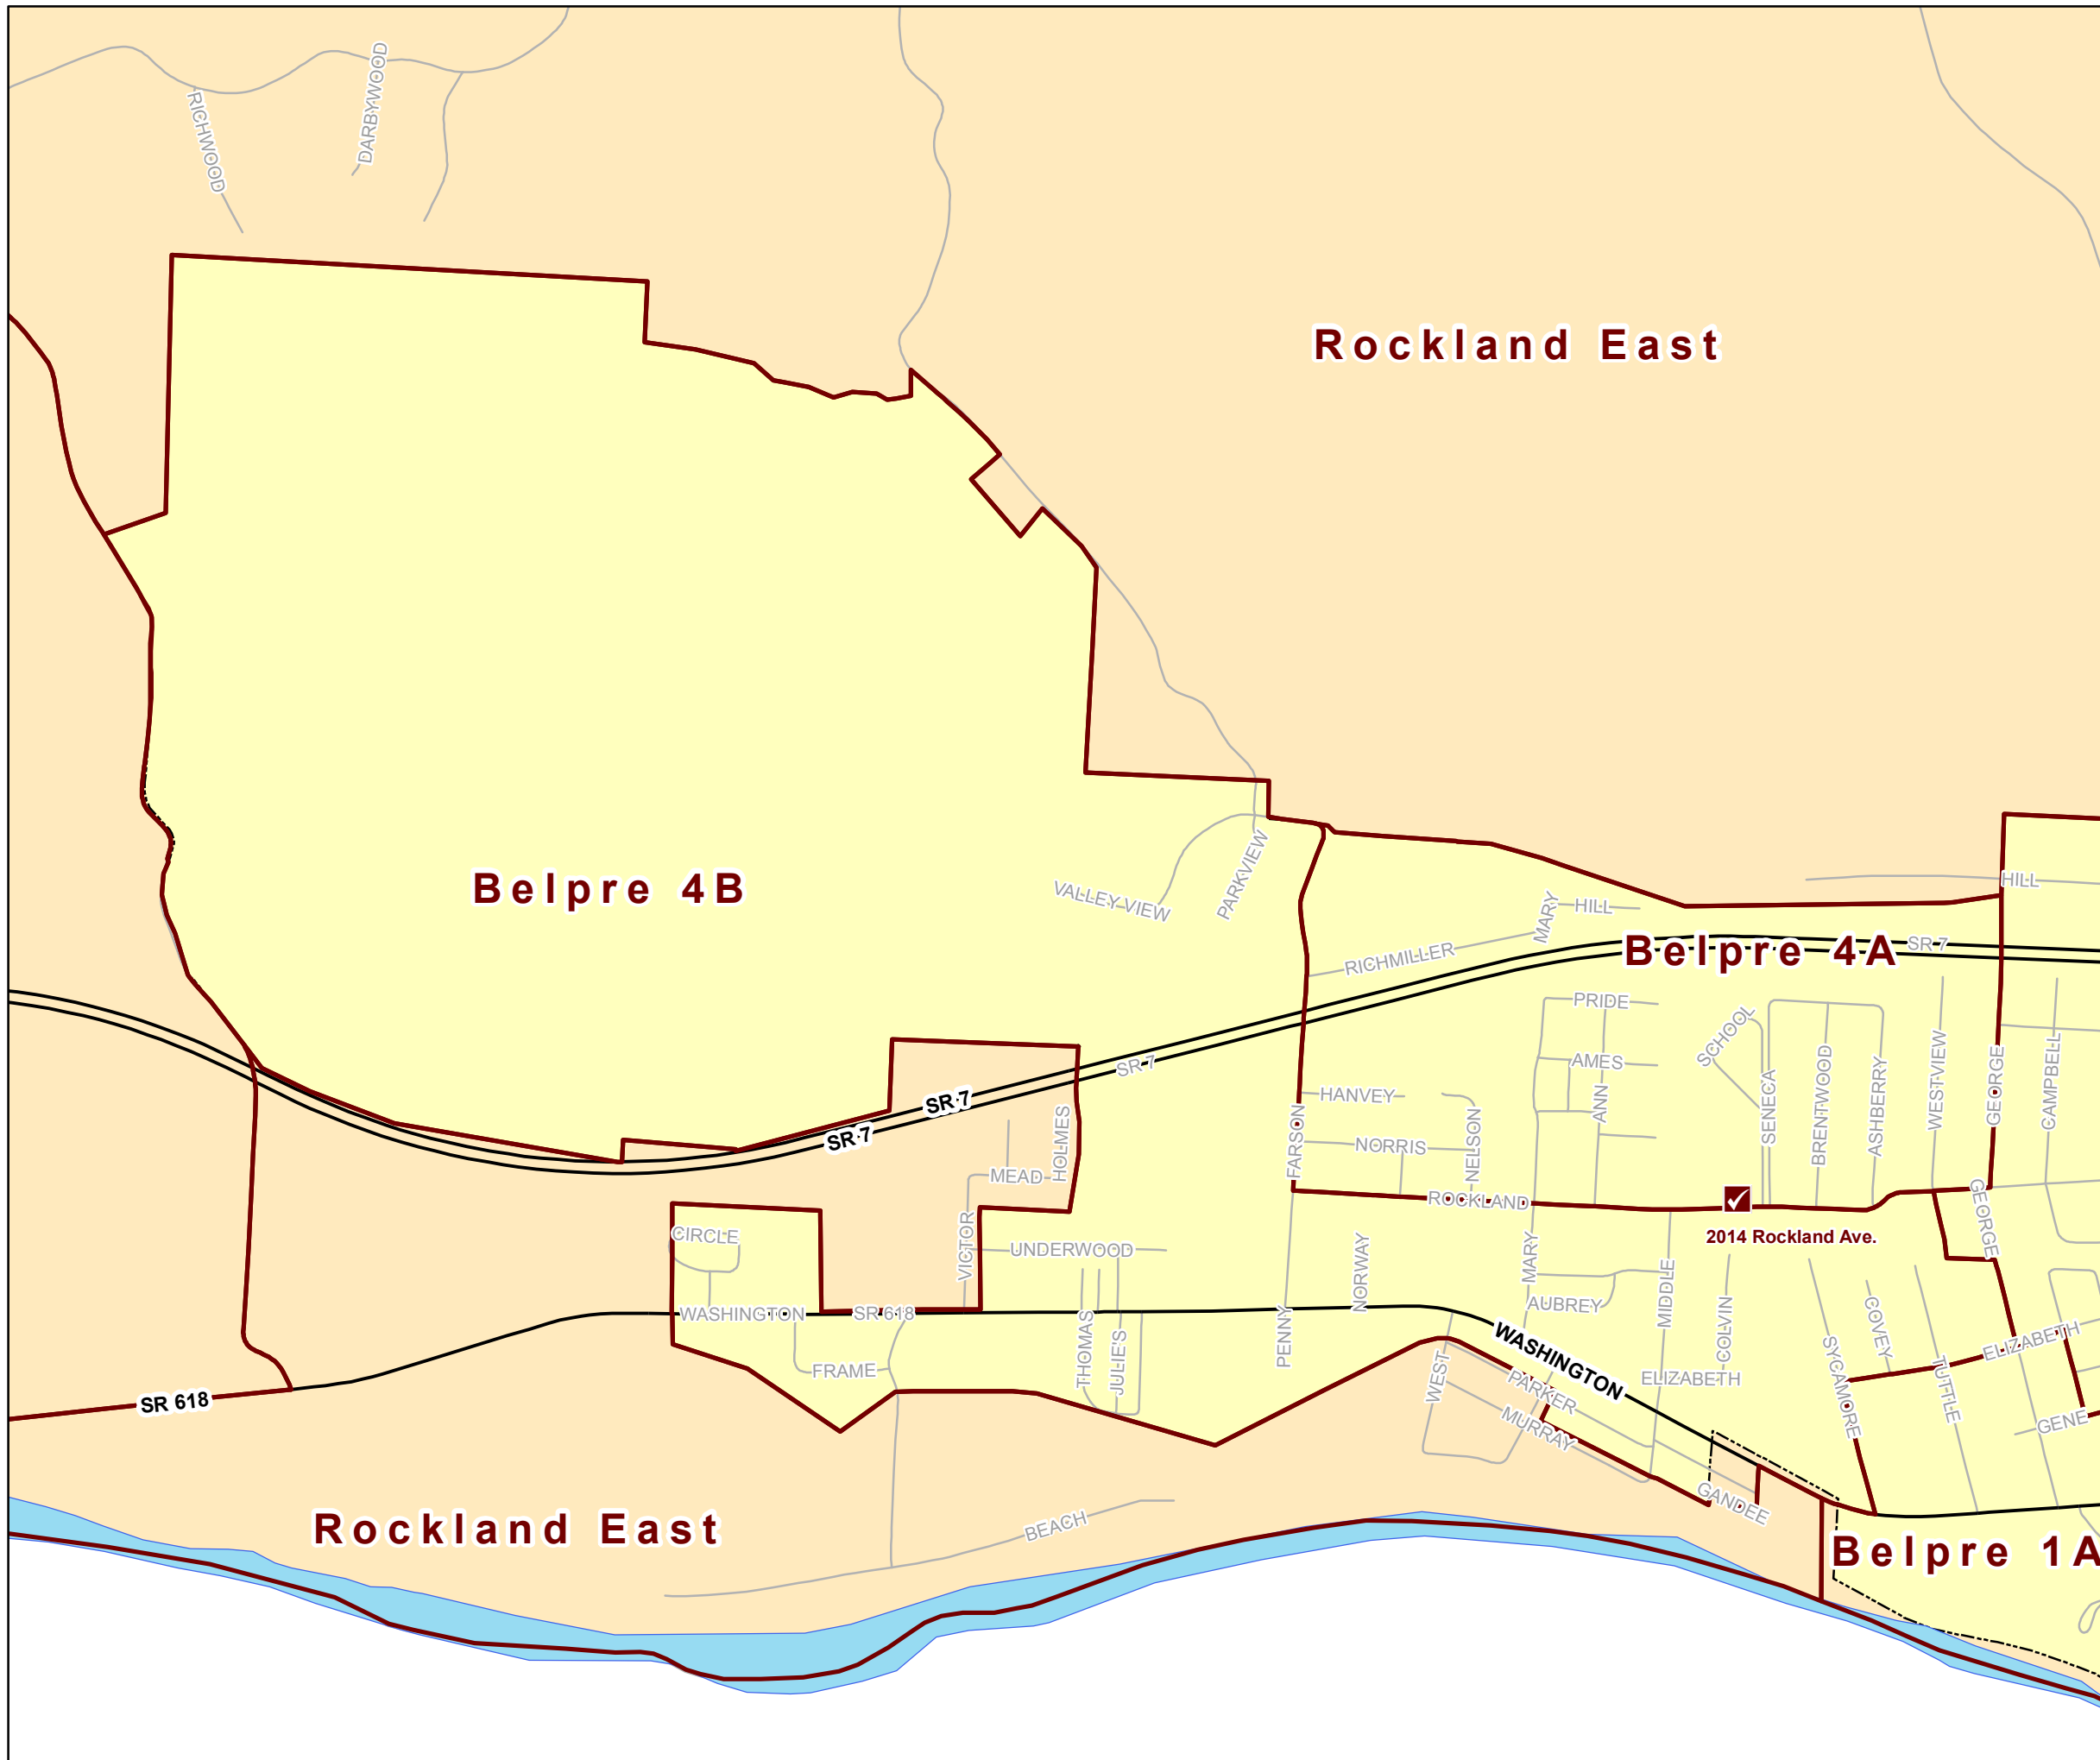 RICHWOOD
DARBYWOOD
Rockland East
Belpre 4B
VALLEY VIEW
PARKVIEW
HILL
MARY
HILL
RICHMILLER
Belpre 4A
SR 7
PRIDE
SCHOOL
AMES
ANN
SENECA
BRENTWOOD
ASHBERRY
WESTVIEW
GEORGE
CAMPBELL
SR 7
SR 7
SR 7
HANVEY
FARSON
NORRIS
NELSON
HOLMES
MEAD
ROCKLAND
2014 Rockland Ave.
GEORGE
CIRCLE
VICTOR
UNDERWOOD
NORWAY
MARY
MIDDLE
AUBREY
COLVIN
COVEY
WASHINGTON
SR 618
THOMAS
JULIE'S
PENNY
WASHINGTON
ELIZABETH
SYCAMORE
TUTTLE
FRAME
WEST
PARKER
ELIZABETH
MURRAY
GENE
SR 618
GANDEE
Rockland East
BEACH
Belpre 1A